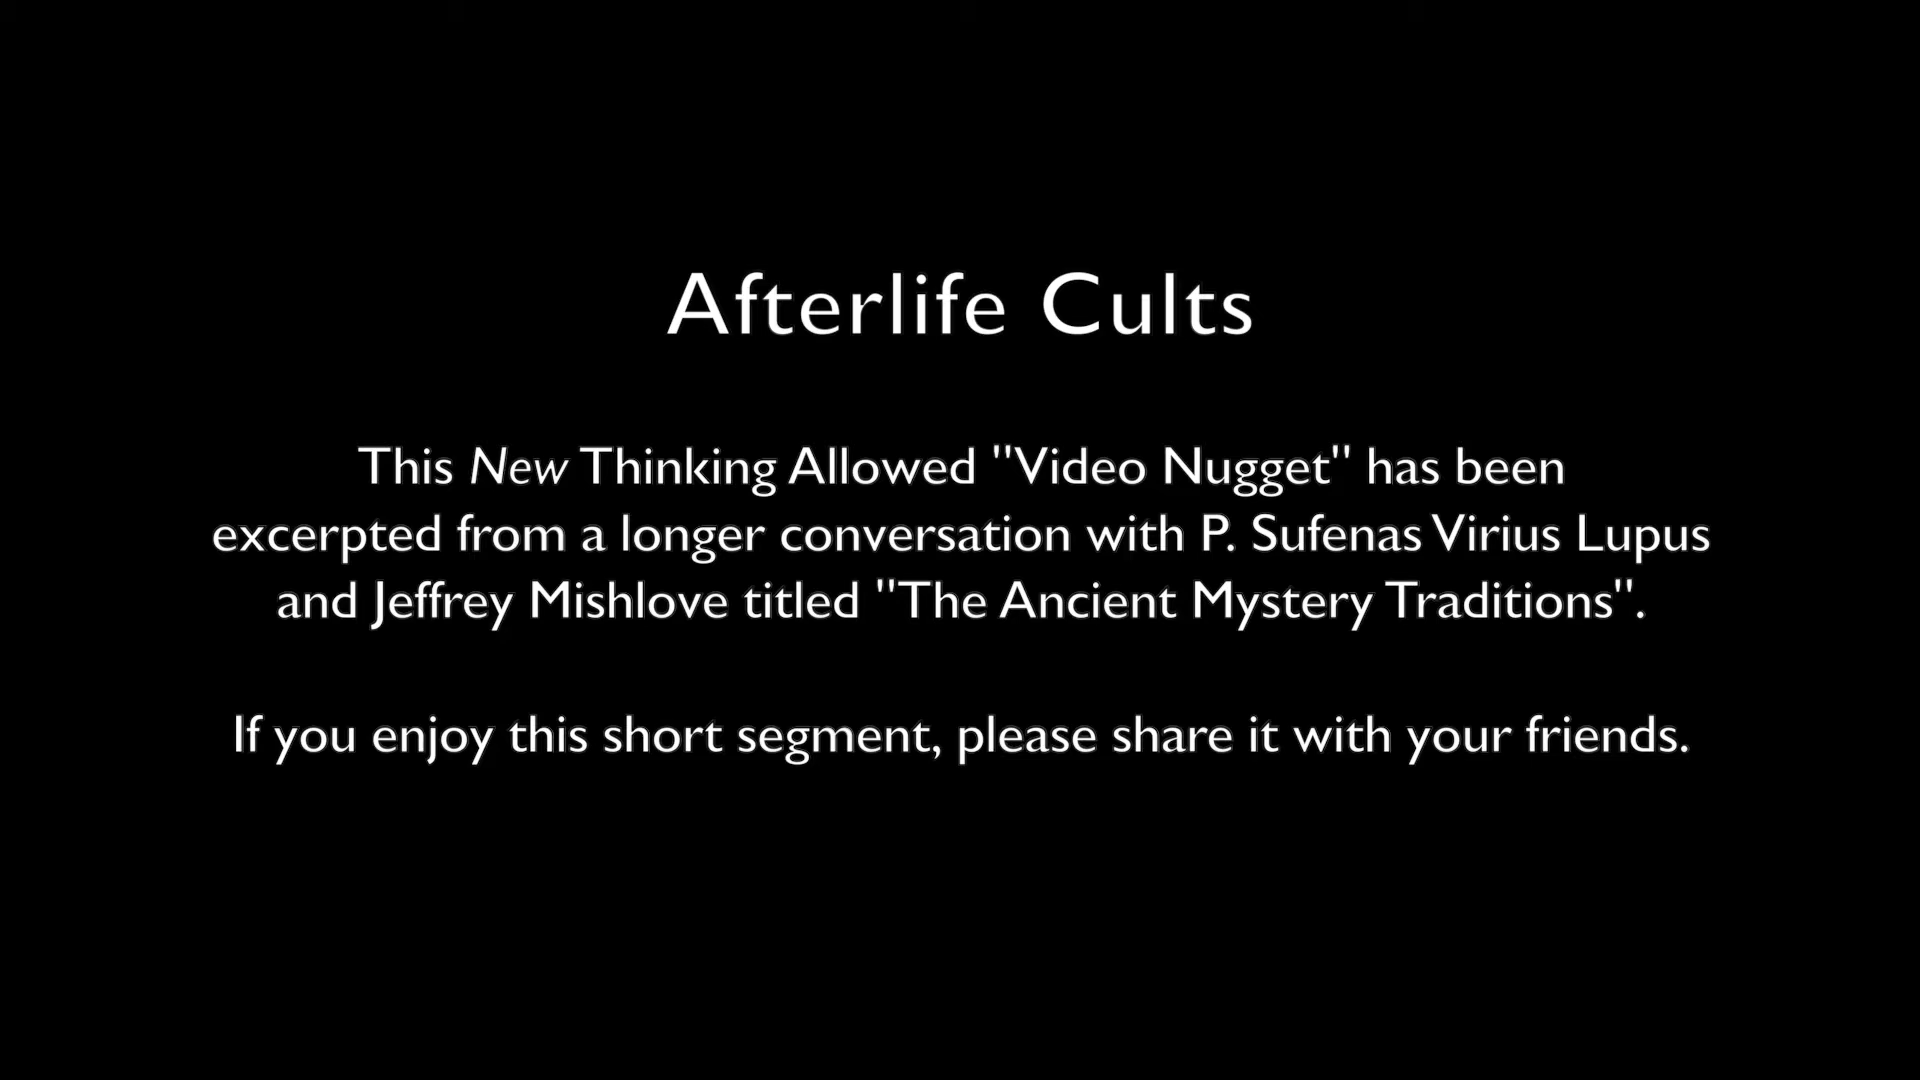 Afterlife Cults
This New Thinking Allowed "Video Nugget" has been
excerpted from a longer conversation with P. Sufenas Virius Lupus
and Jeffrey Mishlove titled "The Ancient Mystery Traditions".
If you enjoy this short segment, please share it with your friends.